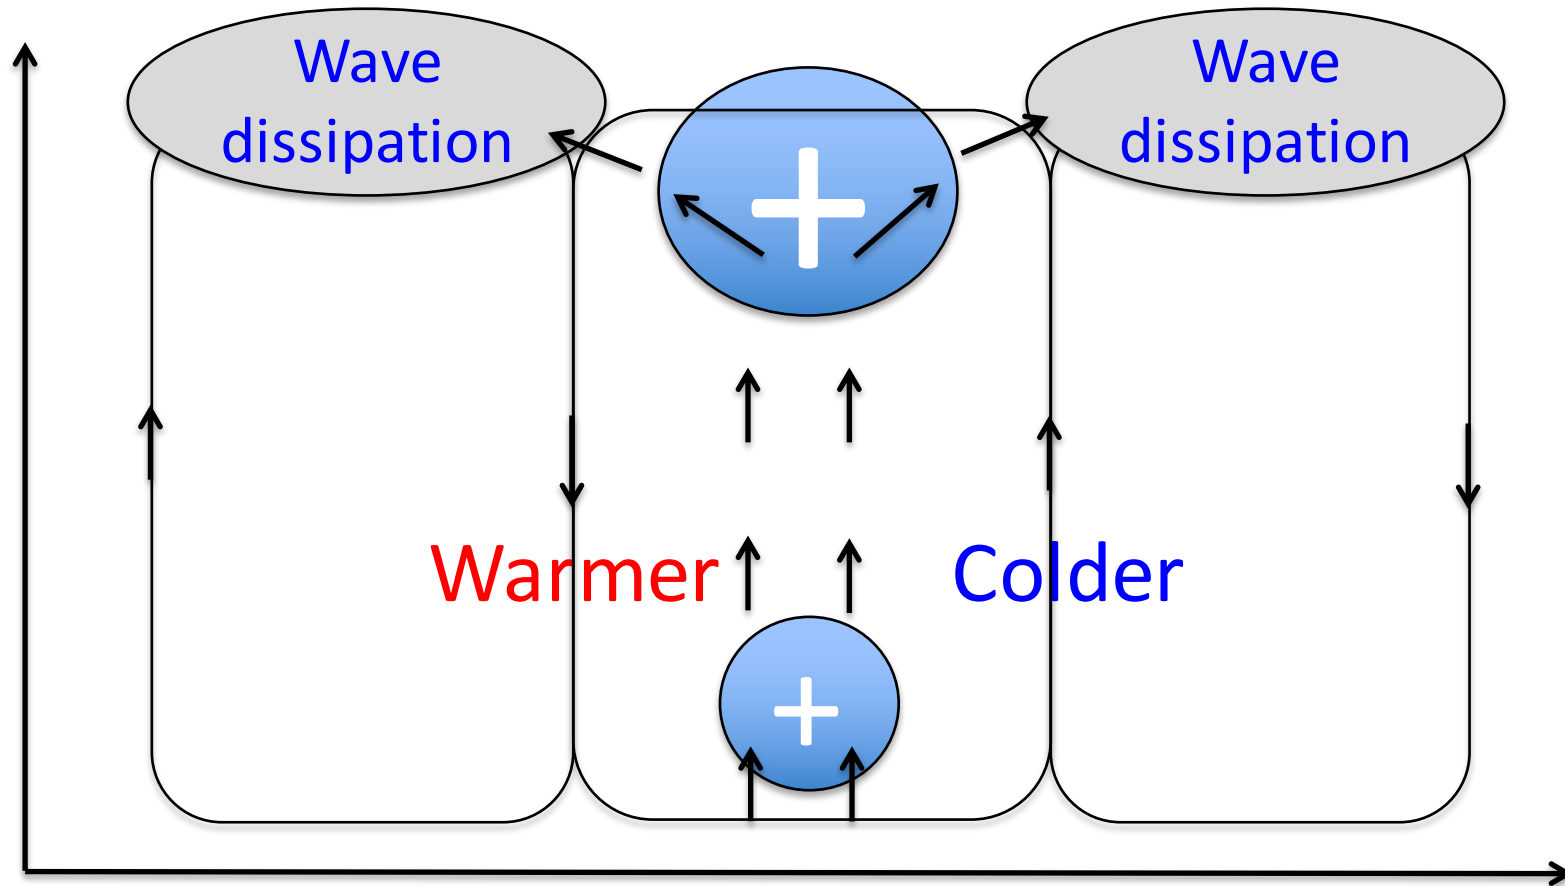 Wave
dissipation
Wave
dissipation
+
Warmer
Colder
+